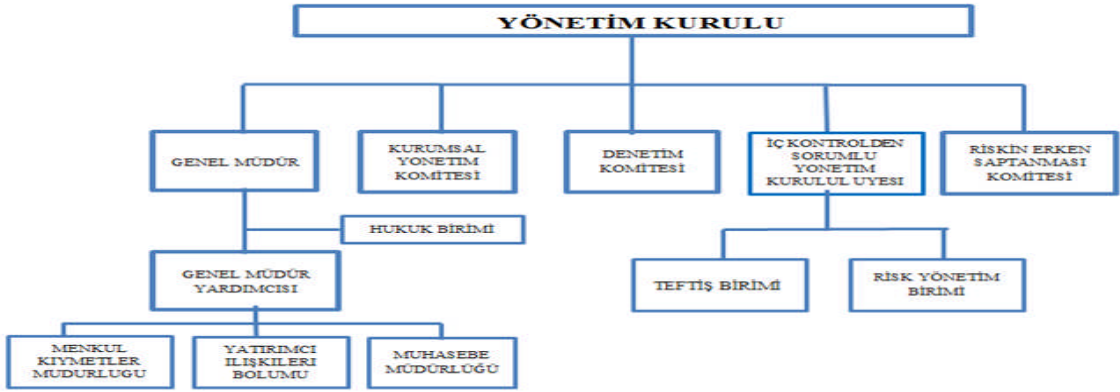 YÖNETİM KURULU
GENEL MÜDÜR
KURUMSAL
YONETIM
KOMİTESİ
DENETİM
KOMİTESİ
İÇ KONTROLDEN
SORUMLU
YONETIM
KURULUL UYESI
RİSKİN ERKEN
SAPTANMASI
KOMİTESİ
HUKUK BİRİMİ
GENEL MÜDÜR
YARDIMCISI
TEFTİŞ BİRİMİ
RİSK YÖNETİM
BİRİMİ
MENKUL
KIYMETLER
MUDURLUGU
YATIRIMCI
ILIŞKILERI
BOLUMU
MUHASEBE
MÜDÜRLÜĞÜ